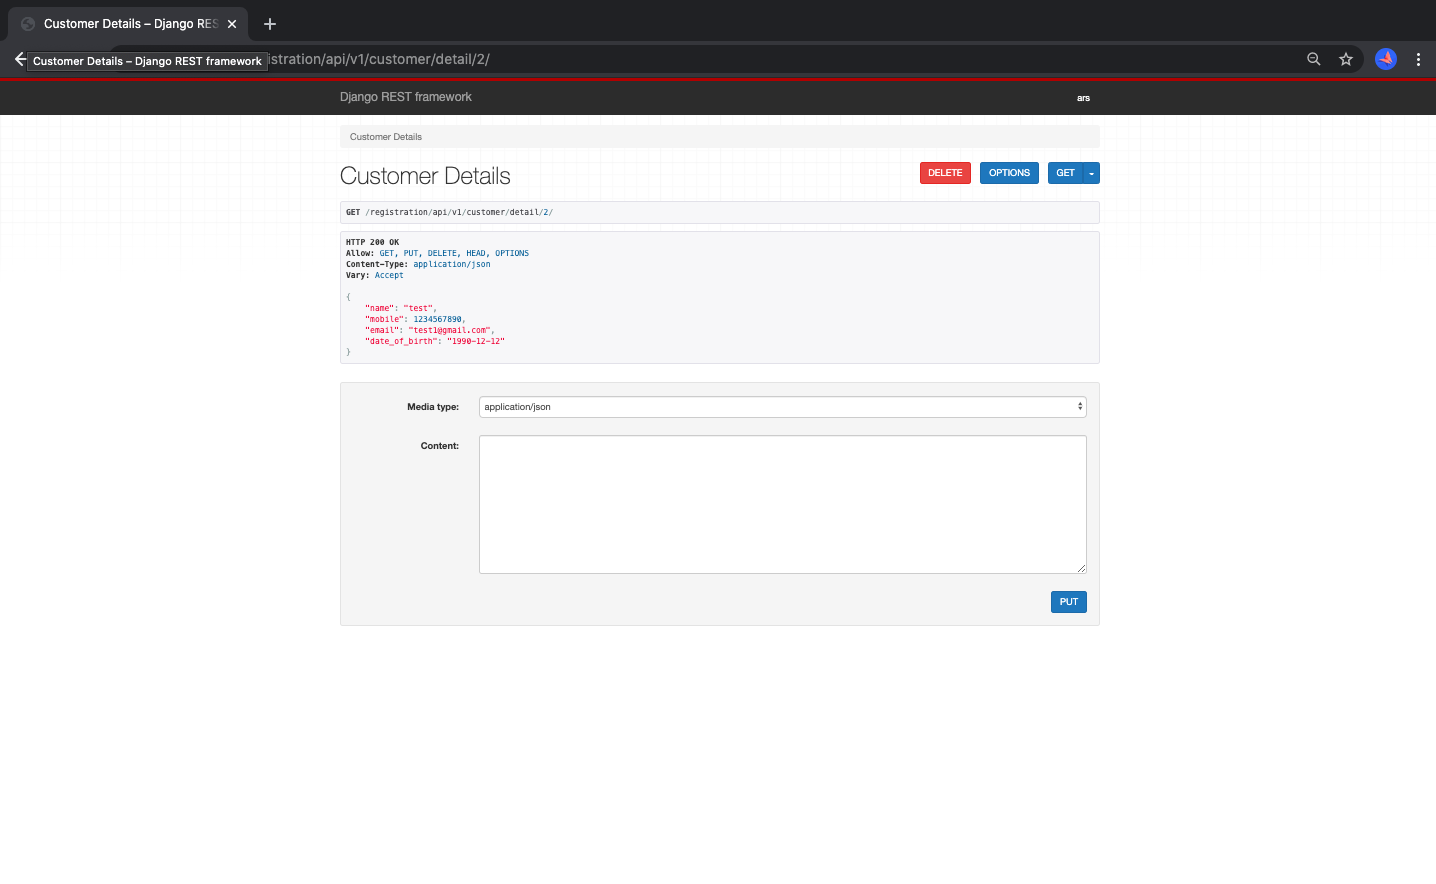 Customer Details – Django RES
Customer Details – Django REST framework
istration/api/v1/customer/detail/2/
Django REST framework
ars
Customer Details
Customer Details
DELETE
OPTIONS
GET
GET /registration/api/v1/customer/detail/2/
HTTP 200 OK
Allow: GET, PUT, DELETE, HEAD, OPTIONS
Content-Type: application/json
Vary: Accept
{
"name": "test",
"mobile": 1234567890,
"email": "test1@gmail.com",
"date_of_birth": "1990-12-12"
}
Media type:
application/json
Content:
PUT